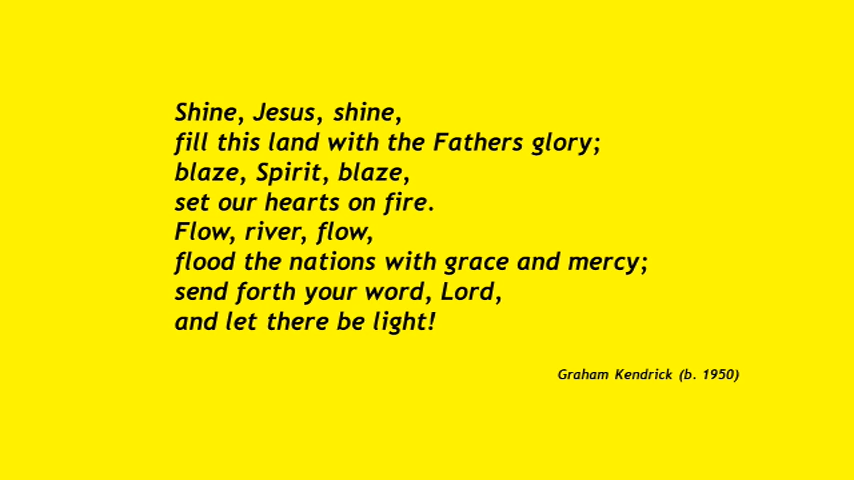 Shine, Jesus, shine,
fill this land with the Fathers glory;
blaze, Spirit, blaze,
set our hearts on fire.
Flow, river, flow,
flood the nations with grace and mercy;
send forth your word, Lord,
and let there be light!
Graham Kendrick (b. 1950)